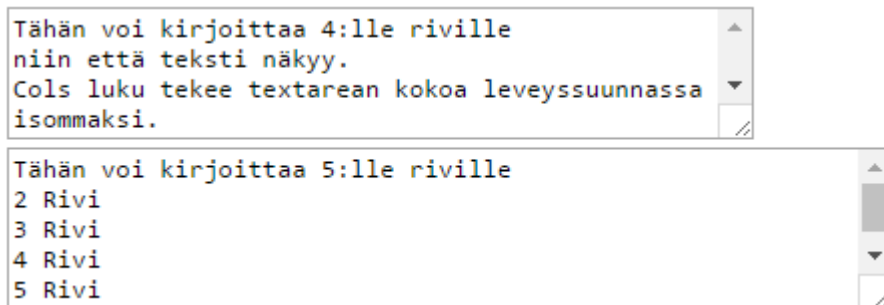 Tähän voi kirjoittaa 4:lle riville
niin että teksti näkyy.
Cols luku tekee textarean kokoa leveyssuunnassa
isommaksi.
Tähän voi kirjoittaa 5:lle riville
2 Rivi
3 Rivi
4 Rivi
5 Rivi